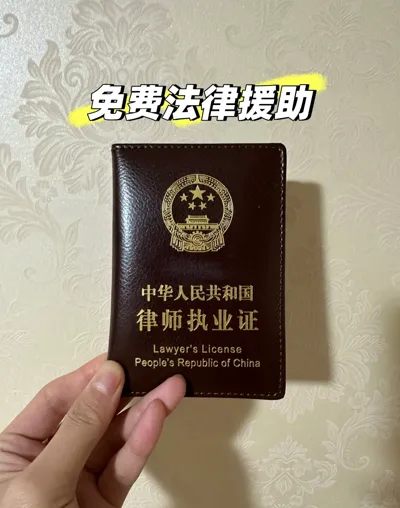 免费法律援助
中华人民共和国
律师执业证
Lawyer's License
People's Republic of China